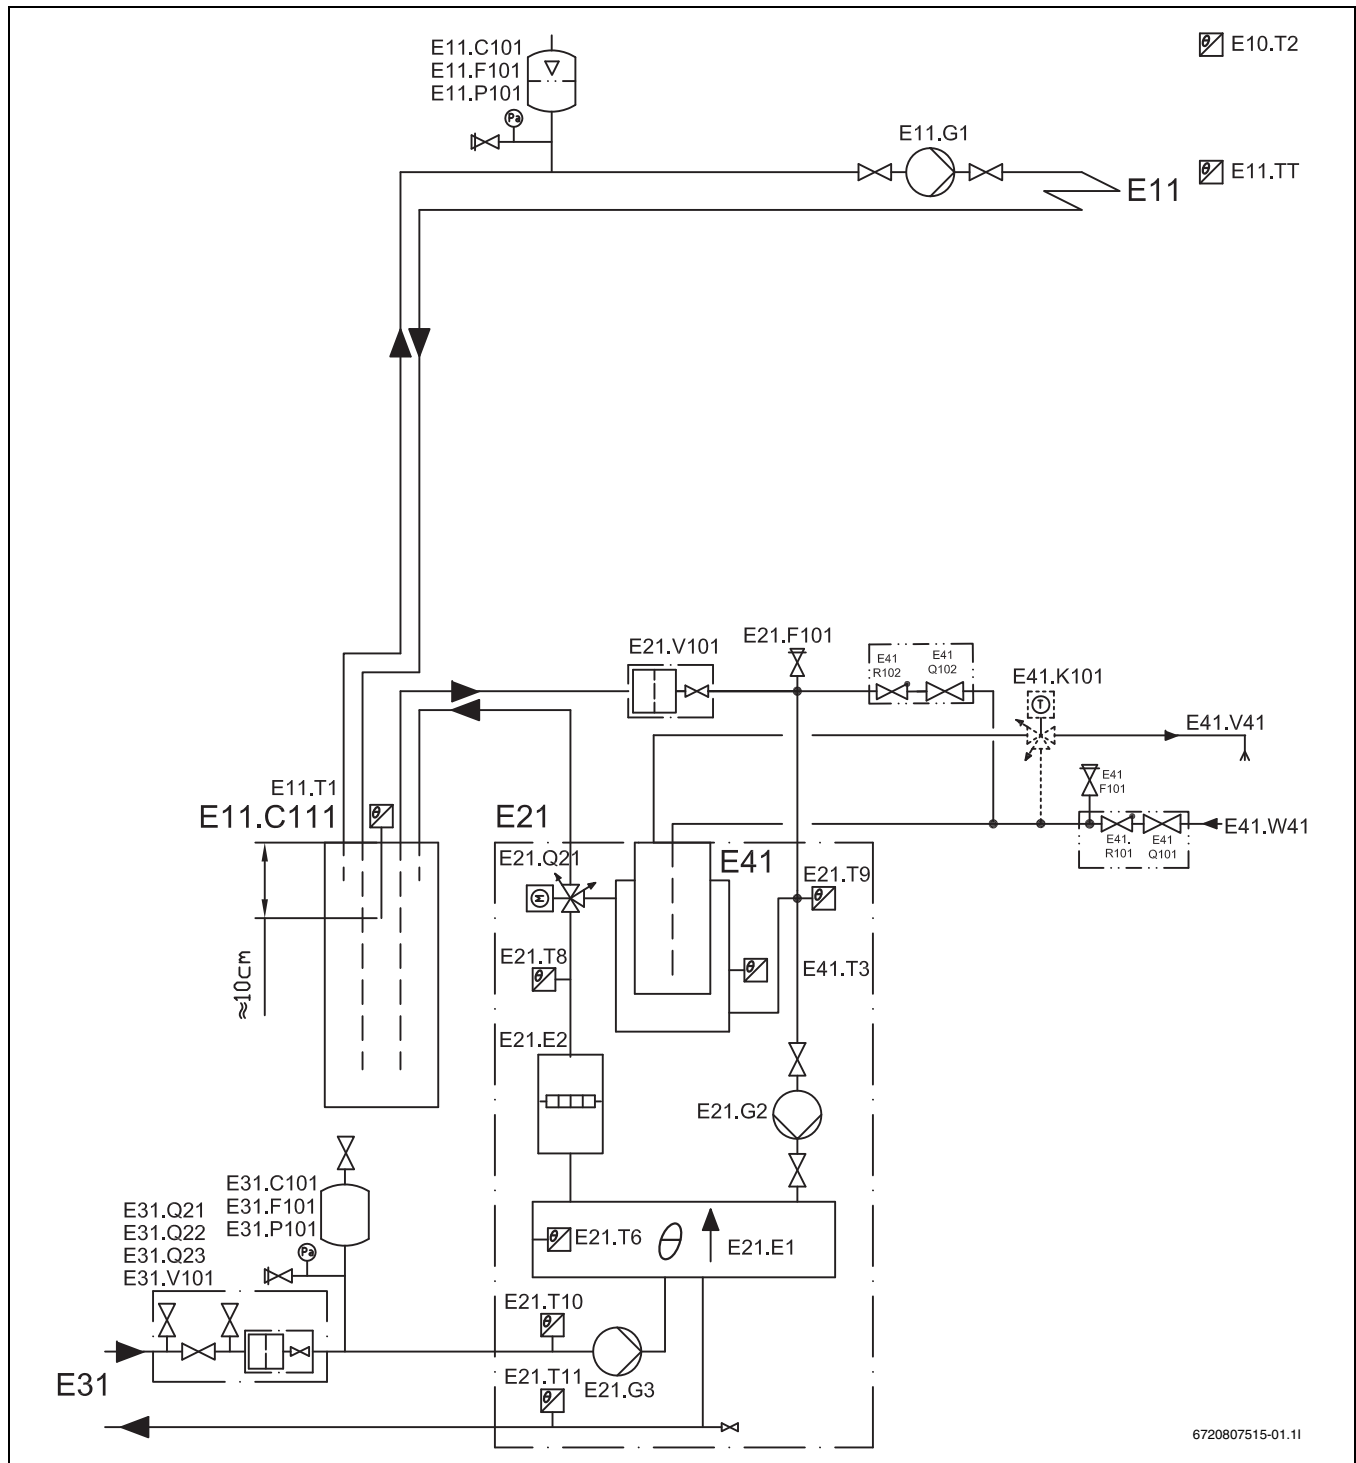 E11.C101
E11.F101
E11.P101
Pa
E10.T2
θ
E11.G1
E11
E11.TT
θ
E21.V101
E21.F101
E41
R102
E41
Q102
E41.K101
T
E41.V41
E41
F101
E41.W41
E41.
R101
E41
Q101
E11.T1
E11.C111
θ
E21
E21.Q21
M
E41
E21.T9
θ
E21.T8
θ
θ
E41.T3
≈10cm
E21.E2
E21.G2
E31.C101
E31.F101
E31.P101
Pa
E31.Q21
E31.Q22
E31.Q23
E31.V101
E21.T6
θ
θ
E21.E1
E21.T10
θ
E21.T11
θ
E21.G3
E31
6720807515-01.1I